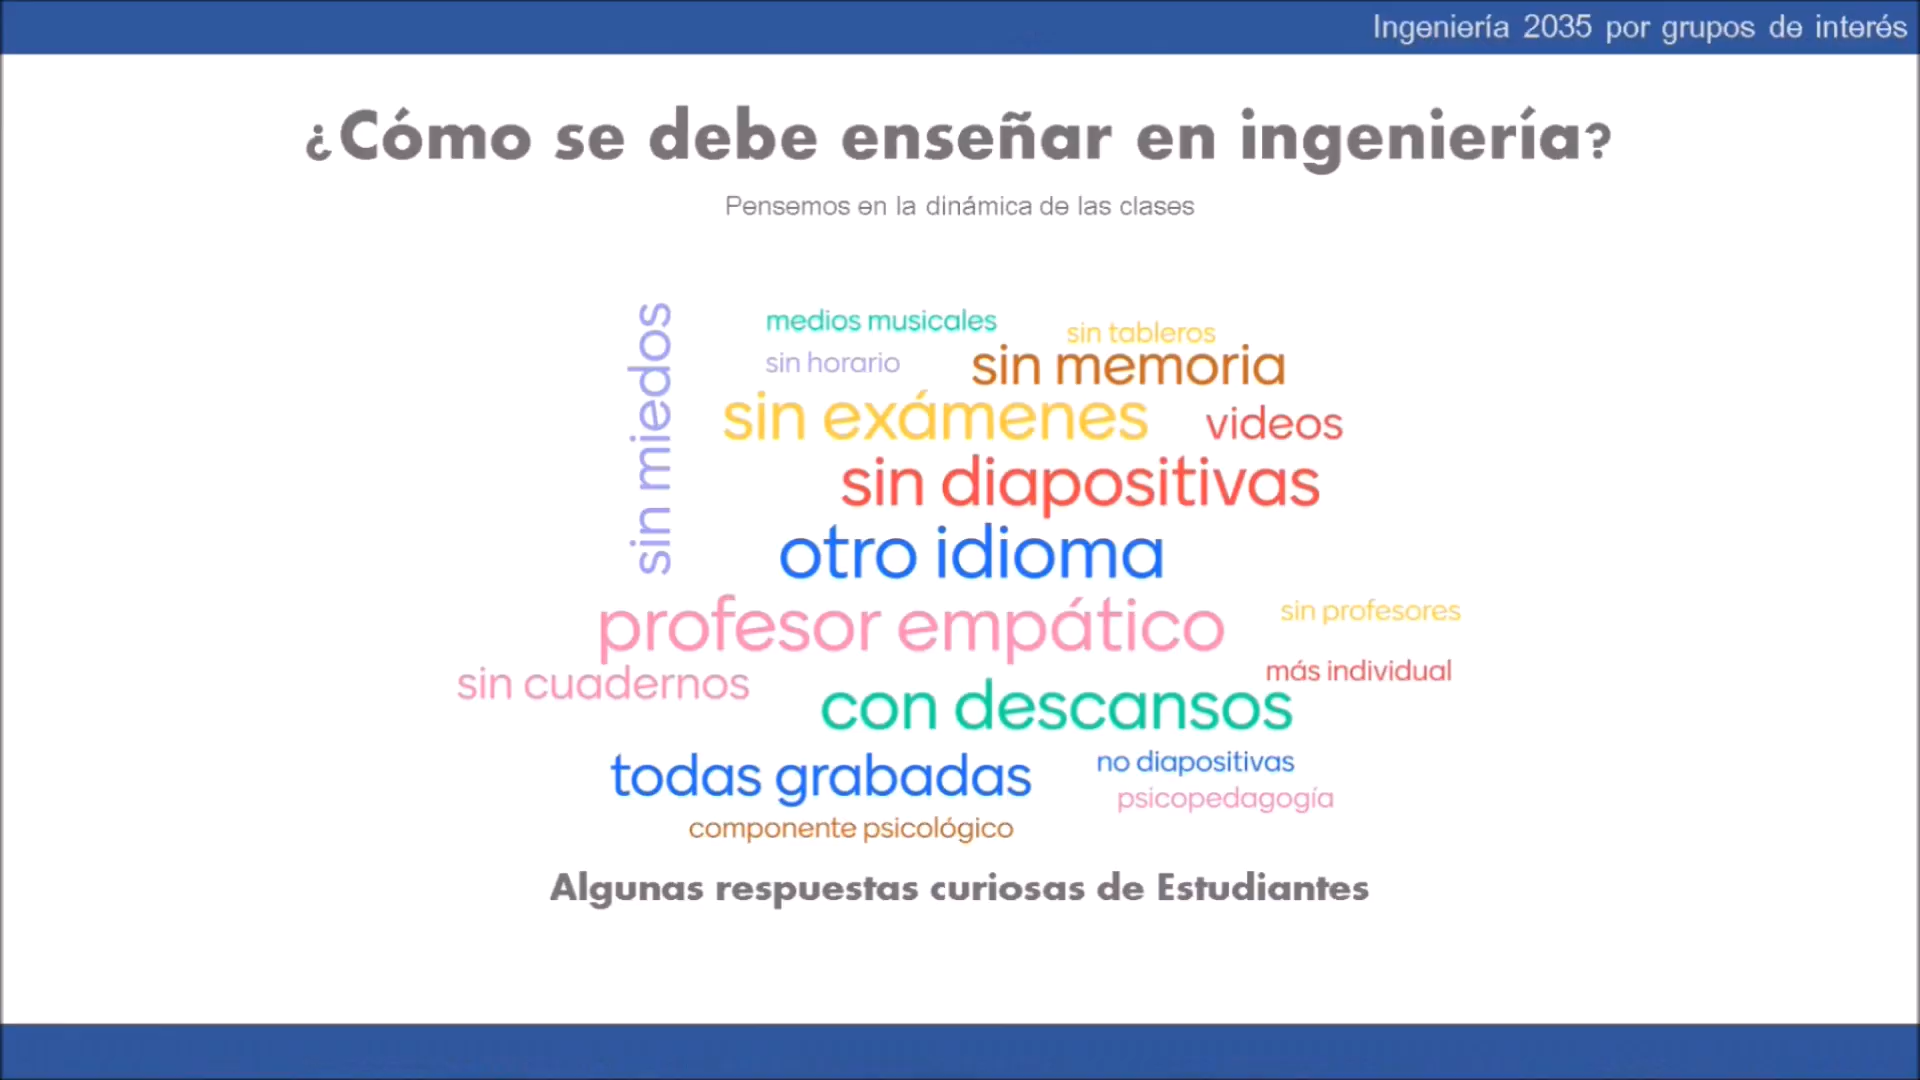 Ingeniería 2035 por grupos de interés
¿Cómo se debe enseñar en ingeniería?
Pensemos en la dinámica de las clases
sin miedos
medios musicales
sin tableros
sin horario
sin memoria
sin exámenes
videos
sin diapositivas
otro idioma
profesor empático
sin profesores
sin cuadernos
más individual
con descansos
todas grabadas
no diapositivas
psicopedagogía
componente psicológico
Algunas respuestas curiosas de Estudiantes